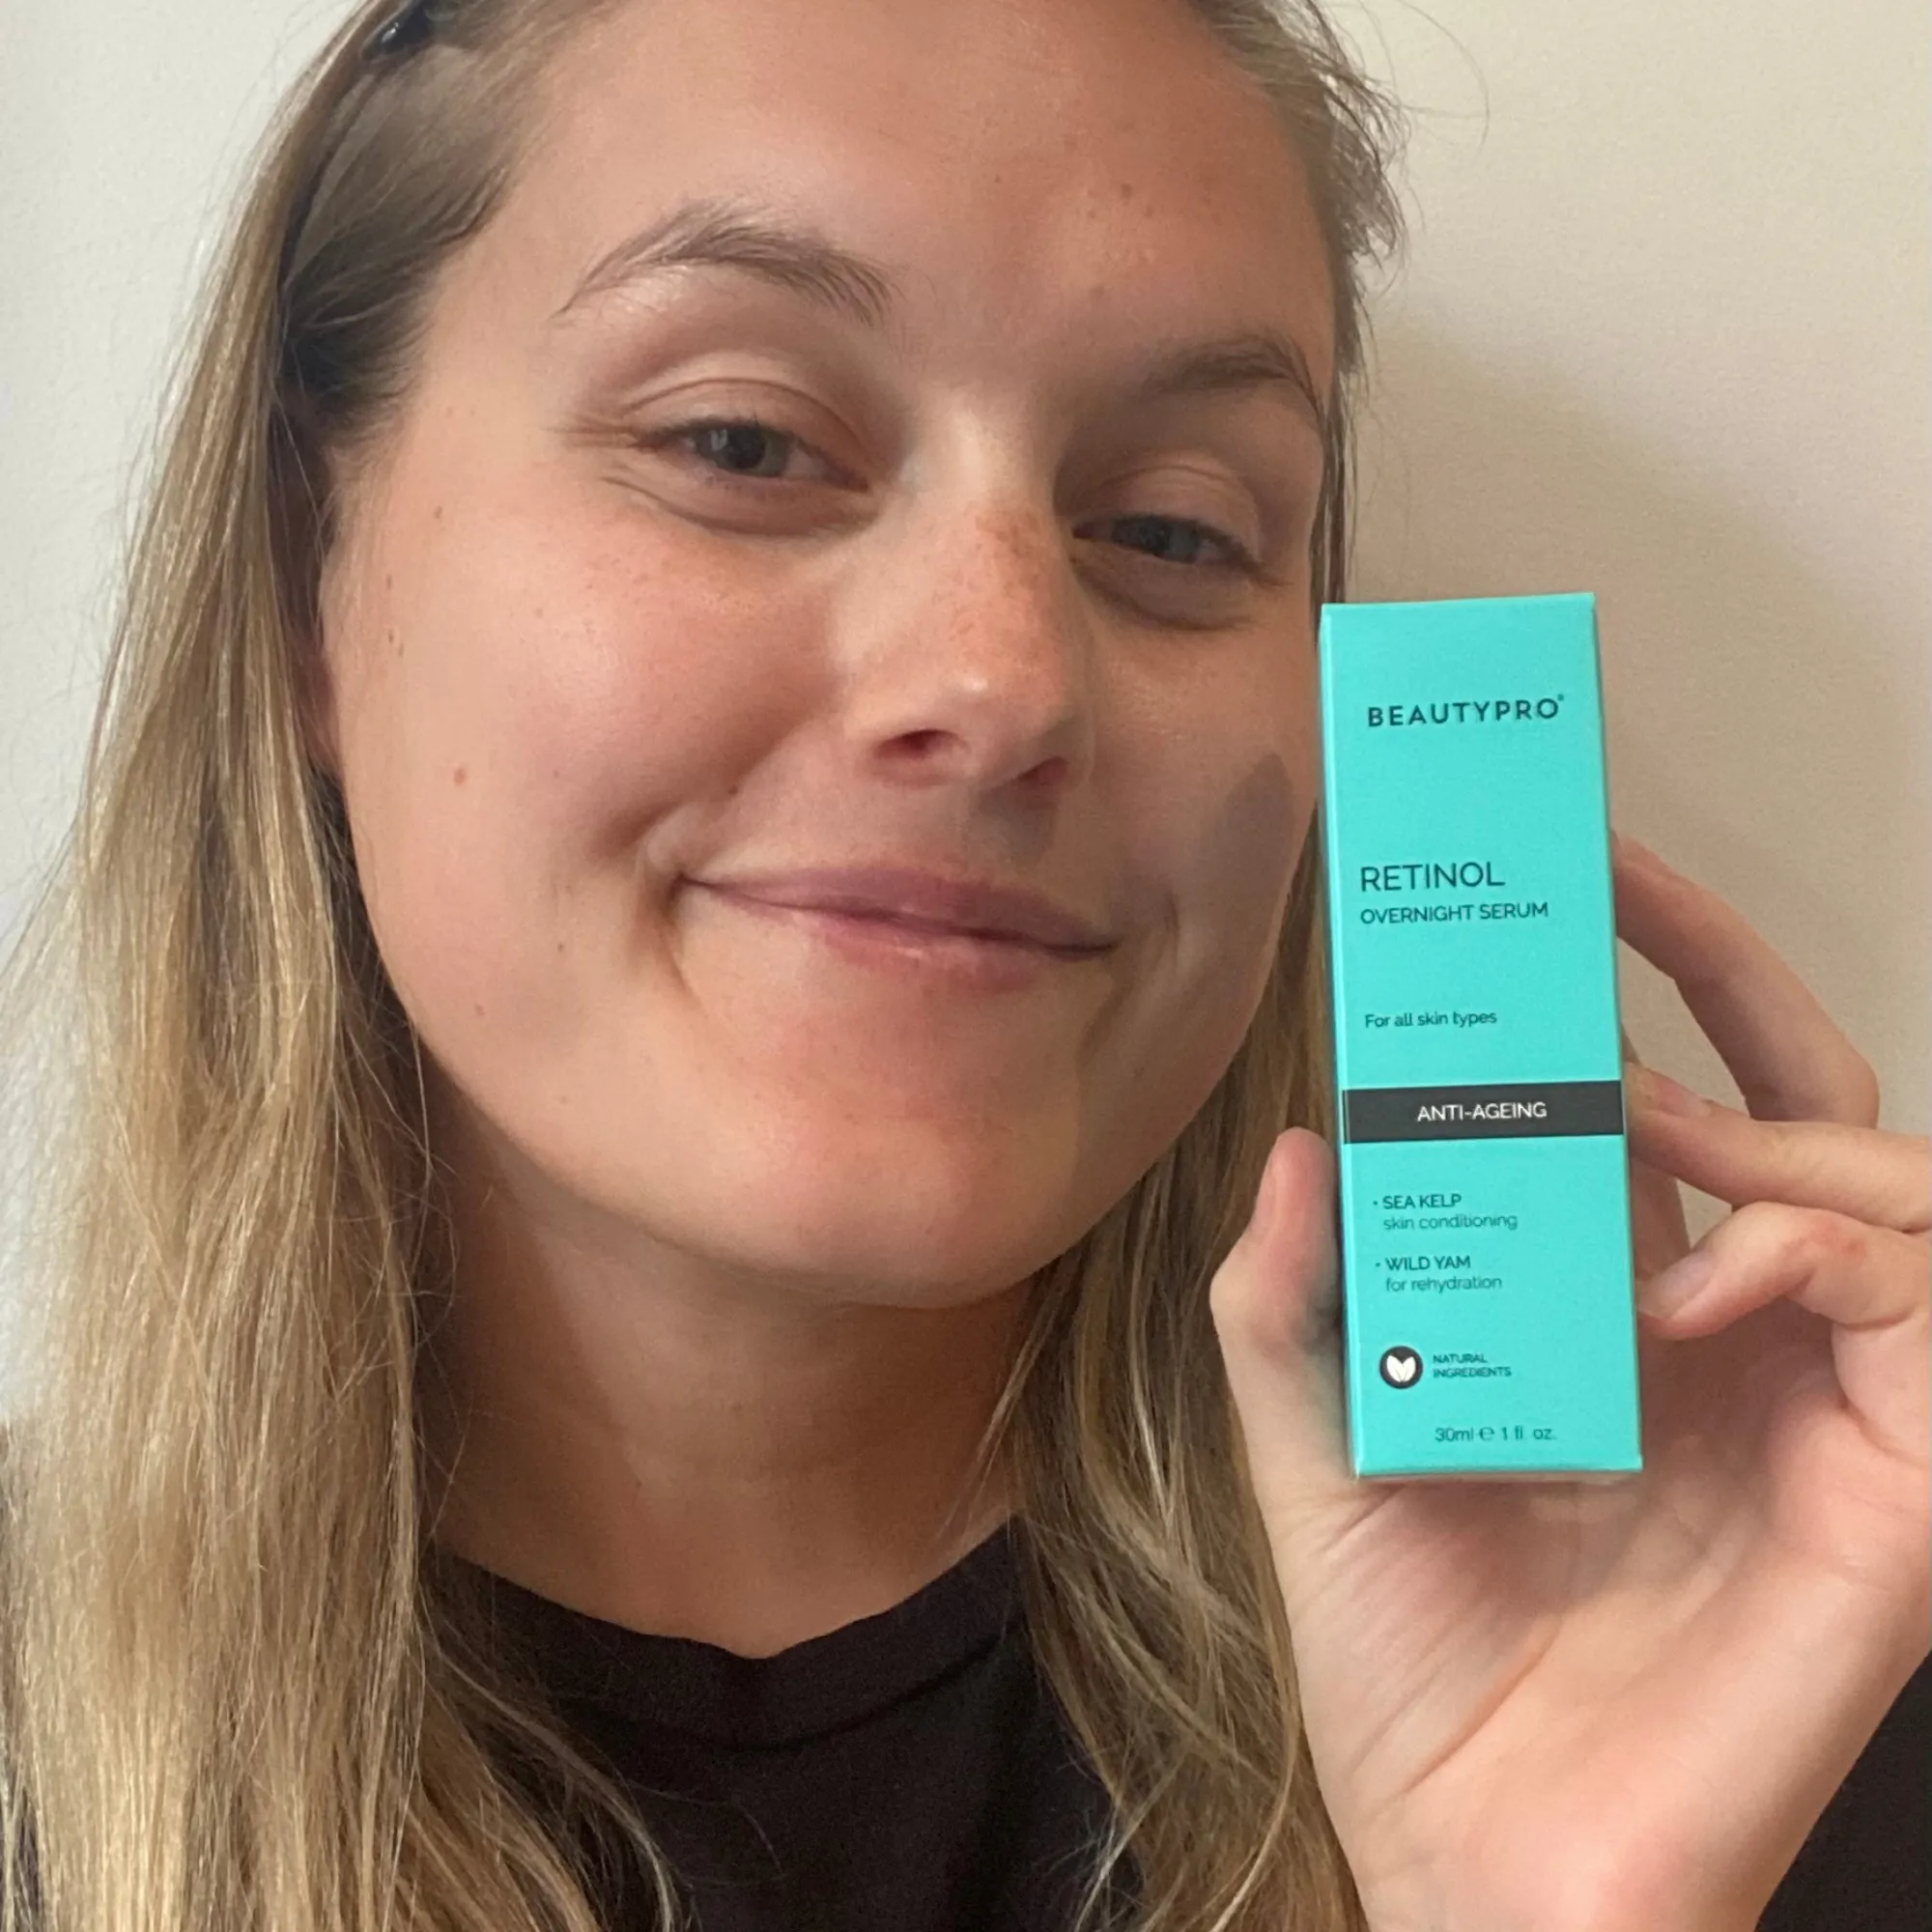 BEAUTYPRO®
RETINOL
OVERNIGHT SERUM
For all skin types
ANTI-AGEING
• SEA KELP
skin conditioning
• WILD YAM
for rehydration
NATURAL
INGREDIENTS
30ml ℮ 1 fl. oz.